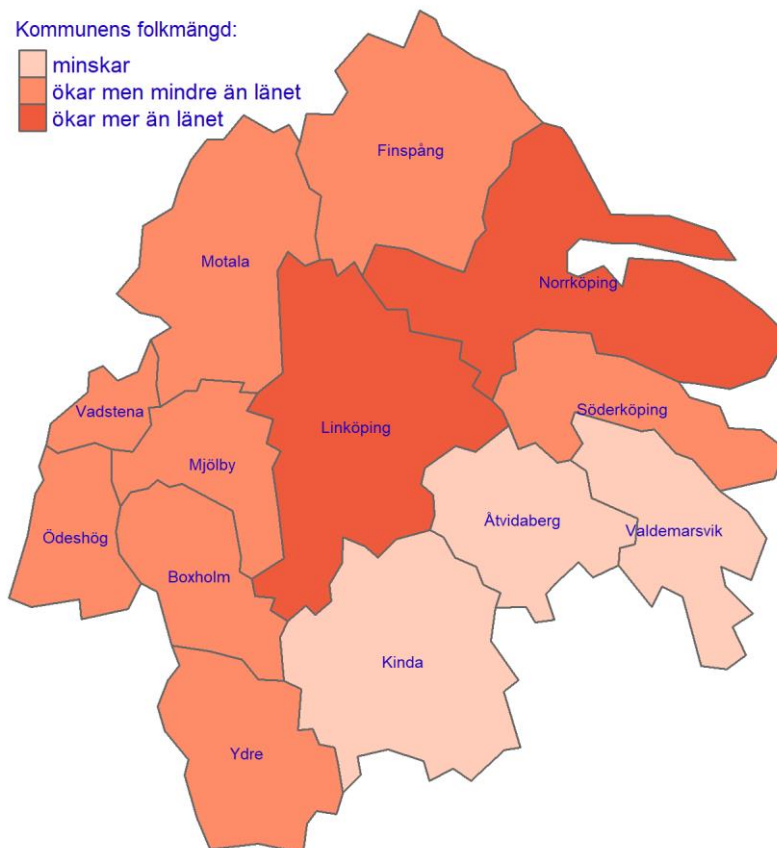 Kommunens folkmängd:
minskar
ökar men mindre än länet
ökar mer än länet
Finspång
Motala
Norrköping
Vadstena
Söderköping
Linköping
Mjölby
Åtvidaberg
Valdemarsvik
Ödeshög
Boxholm
Kinda
Ydre